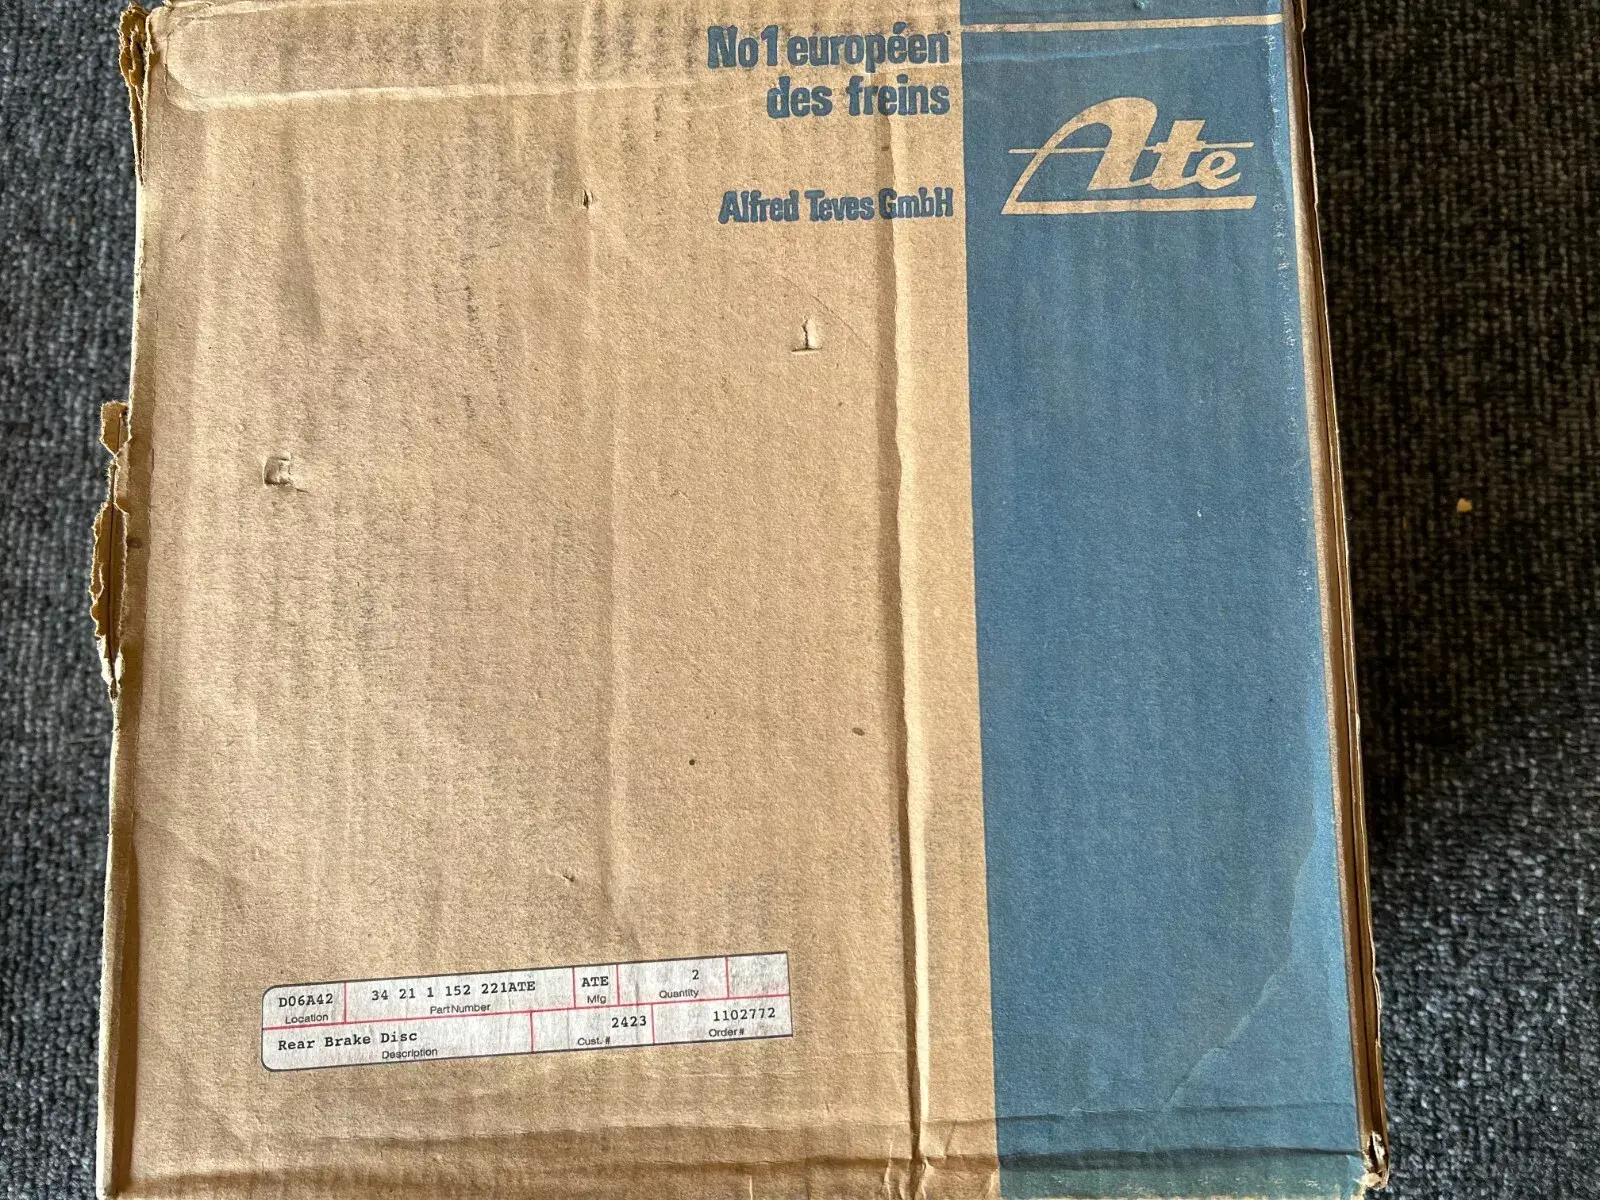 No1 européen
des freins
Alfred Teves GmbH
Ate
D06A42 34 21 1 152 221ATE ATE 2
Location PartNumber Mfg Quantity
Rear Brake Disc 2423 1102772
Description Cust. # Order#